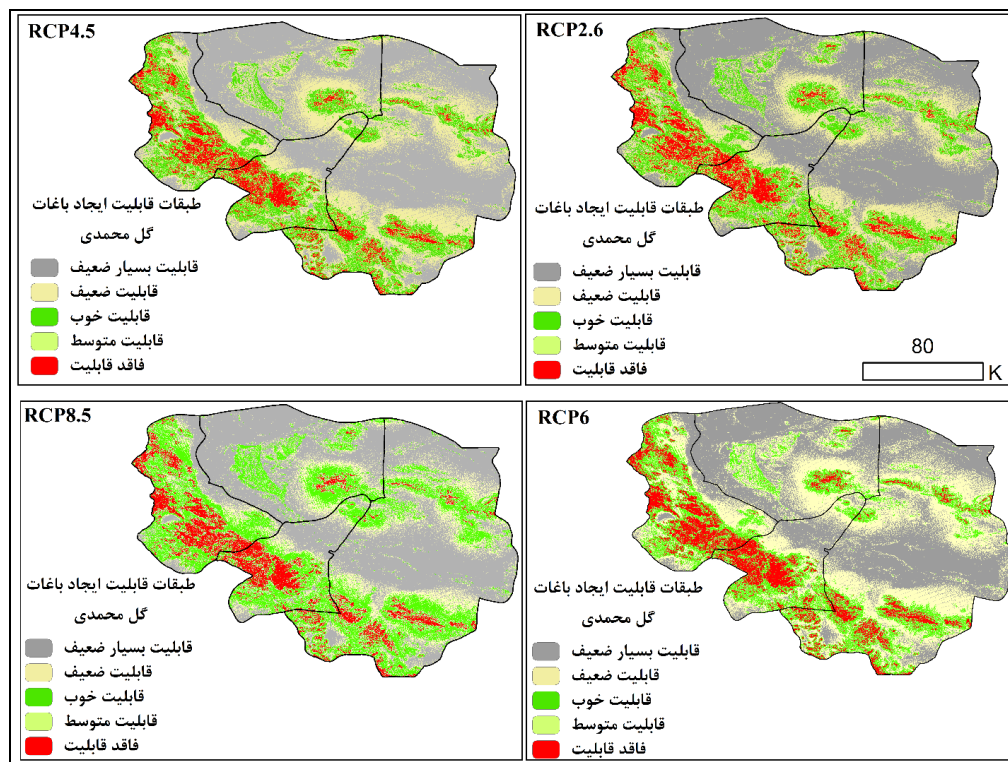 RCP4.5
طبقات قابلیت ایجاد باغات
گل محمدی
قابلیت بسیار ضعیف
قابلیت ضعیف
قابلیت خوب
قابلیت متوسط
فاقد قابلیت
RCP2.6
طبقات قابلیت ایجاد باغات
گل محمدی
قابلیت بسیار ضعیف
قابلیت ضعیف
قابلیت خوب
قابلیت متوسط
فاقد قابلیت
80
K
RCP8.5
طبقات قابلیت ایجاد باغات
گل محمدی
قابلیت بسیار ضعیف
قابلیت ضعیف
قابلیت خوب
قابلیت متوسط
فاقد قابلیت
RCP6
طبقات قابلیت ایجاد باغات
گل محمدی
قابلیت بسیار ضعیف
قابلیت ضعیف
قابلیت خوب
قابلیت متوسط
فاقد قابلیت